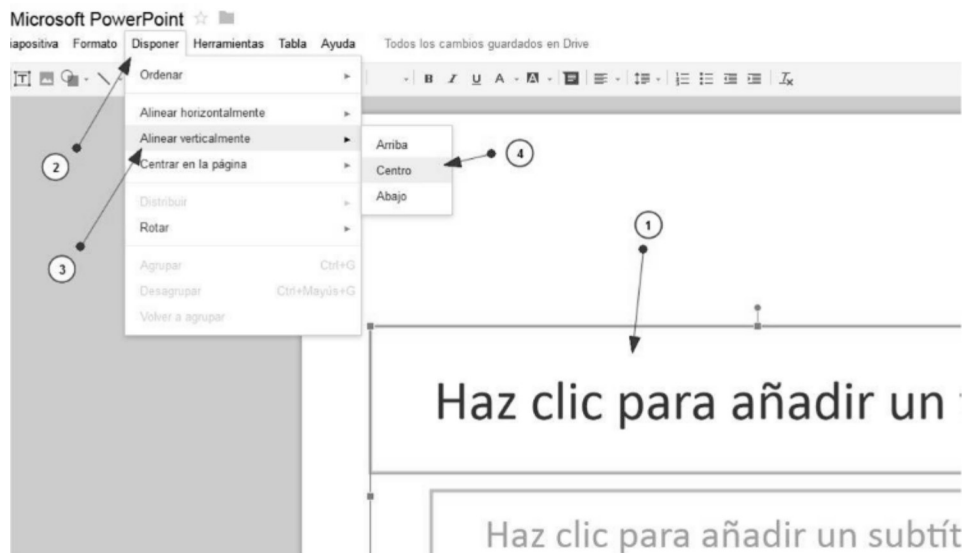 Microsoft PowerPoint
iapositiva Formato Disponer Herramientas Tabla Ayuda Todos los cambios guardados en Drive
Ordenar
Alinear horizontalmente
Alinear verticalmente
Centrar en la página
Distribuir
Rotar
Agrupar Ctrl+G
Desagrupar Ctrl+Mayús+G
Volver a agrupar
Arriba
Centro
Abajo
2
3
4
1
Haz clic para añadir un
Haz clic para añadir un subtít